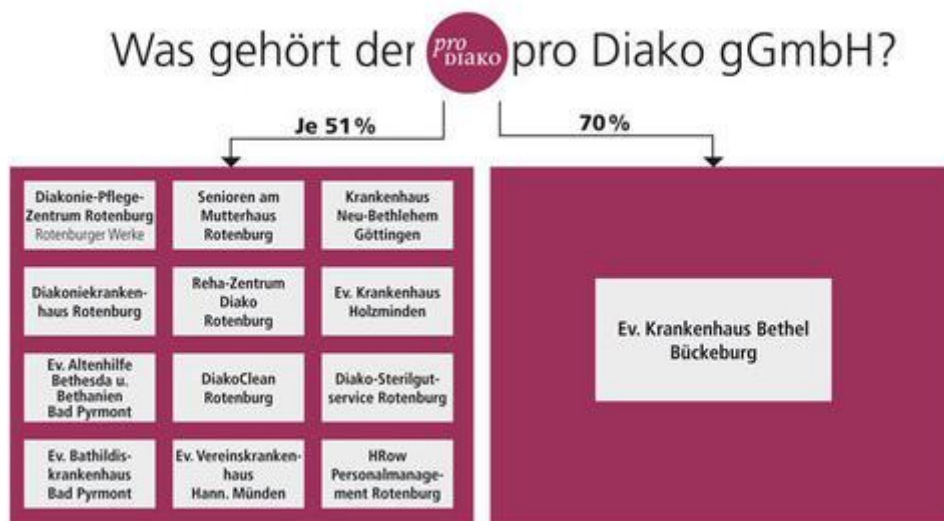 Was gehört der pro DIAKO pro Diako gGmbH?
Je 51 %
70 %
Diakonie-Pflege-
Zentrum Rotenburg
Rotenburger Werke
Senioren am
Mutterhaus
Rotenburg
Krankenhaus
Neu-Bethlehem
Göttingen
Diakoniekranken-
haus Rotenburg
Reha-Zentrum
Diako
Rotenburg
Ev. Krankenhaus
Holzminden
Ev. Altenhilfe
Bethesda u.
Bethanien
Bad Pyrmont
DiakoClean
Rotenburg
Diako-Sterilgut-
service Rotenburg
Ev. Bathildis-
krankenhaus
Bad Pyrmont
Ev. Vereinskranken-
haus
Hann. Münden
HRow
Personalmanage-
ment Rotenburg
Ev. Krankenhaus Bethel
Bückeburg